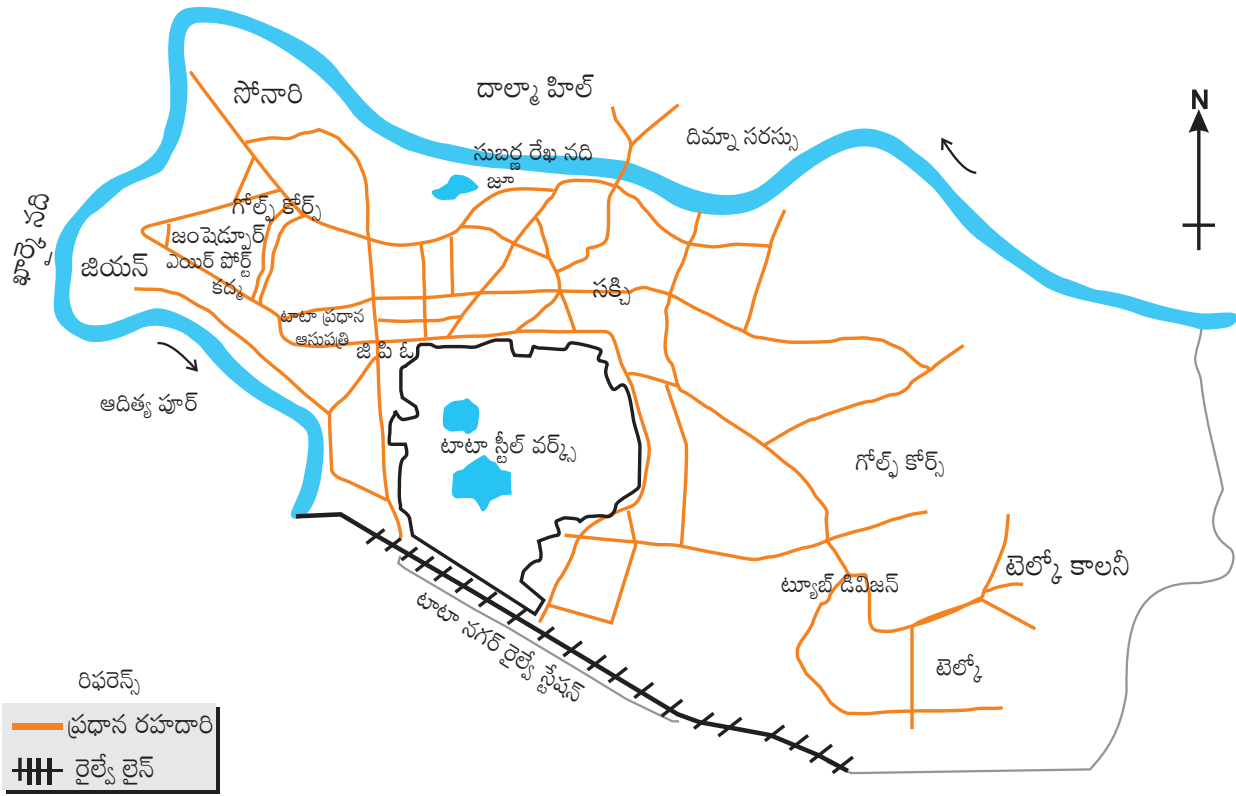 సోనారి
దాల్మా హిల్
N
దిమ్నా సరస్సు
సుబర్ణ రేఖ నది
జూ
ఖార్కై నది
గోల్ఫ్ కోర్స్
జంషెడ్పూర్
ఎయిర్ పోర్ట్
జియన్
కద్మ
సక్చి
టాటా ప్రధాన
ఆసుపత్రి
జి పి ఓ
ఆదిత్య పూర్
టాటా స్టీల్ వర్క్స్
గోల్ఫ్ కోర్స్
టెల్కో కాలనీ
ట్యూబ్ డివిజన్
టాటా నగర్ రైల్వే స్టేషన్
టెల్కో
రిఫరెన్స్
ప్రధాన రహదారి
రైల్వే లైన్